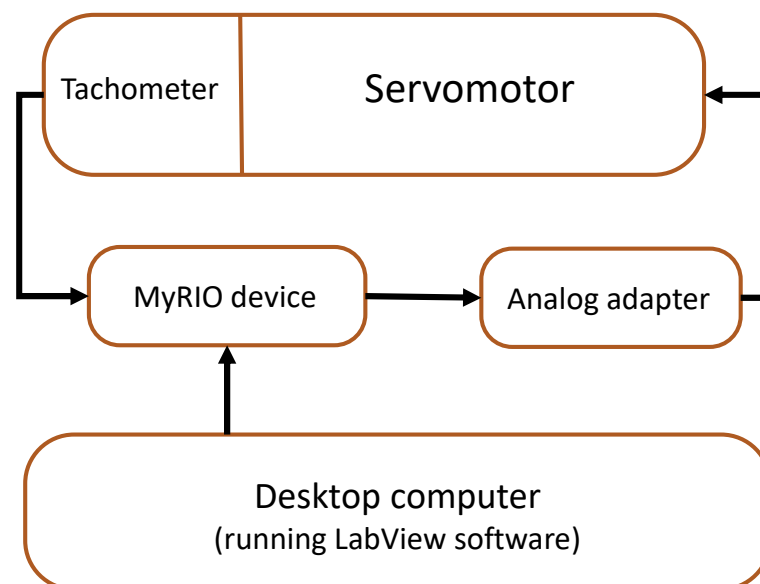 Tachometer
Servomotor
MyRIO device
Analog adapter
Desktop computer
(running LabView software)